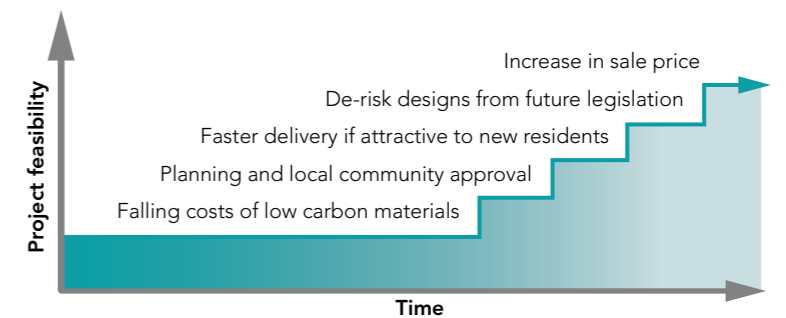 Increase in sale price
De-risk designs from future legislation
Faster delivery if attractive to new residents
Planning and local community approval
Falling costs of low carbon materials
Project feasibility
Time